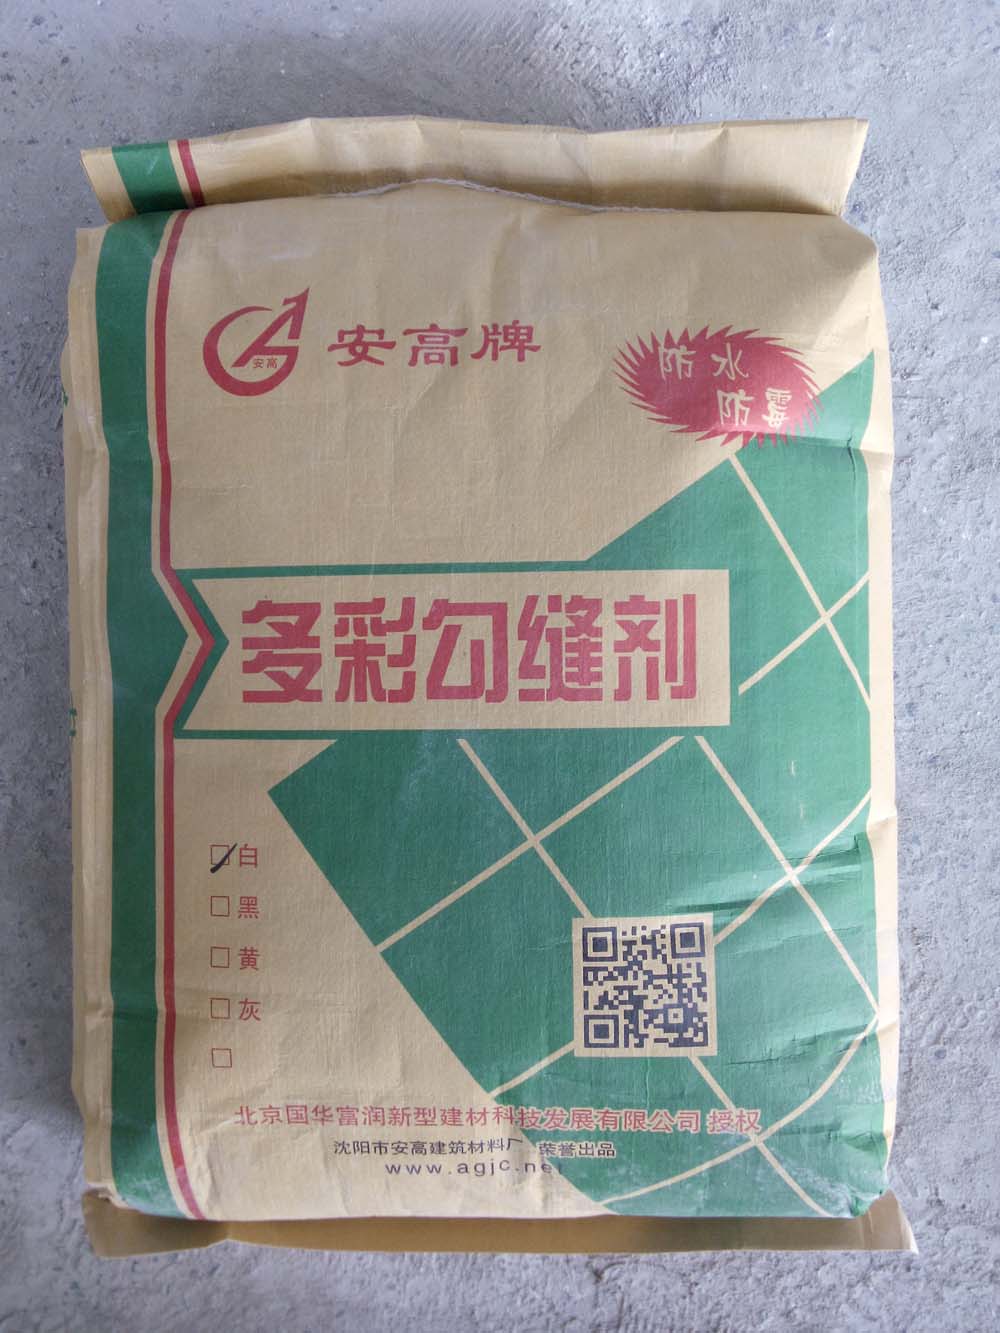 安高
安高牌
防水
防霉
多彩勾缝剂
白
黑
黄
灰
北京国华富润新型建材科技发展有限公司 授权
沈阳市安高建筑材料厂 荣誉出品
www.agjc.net